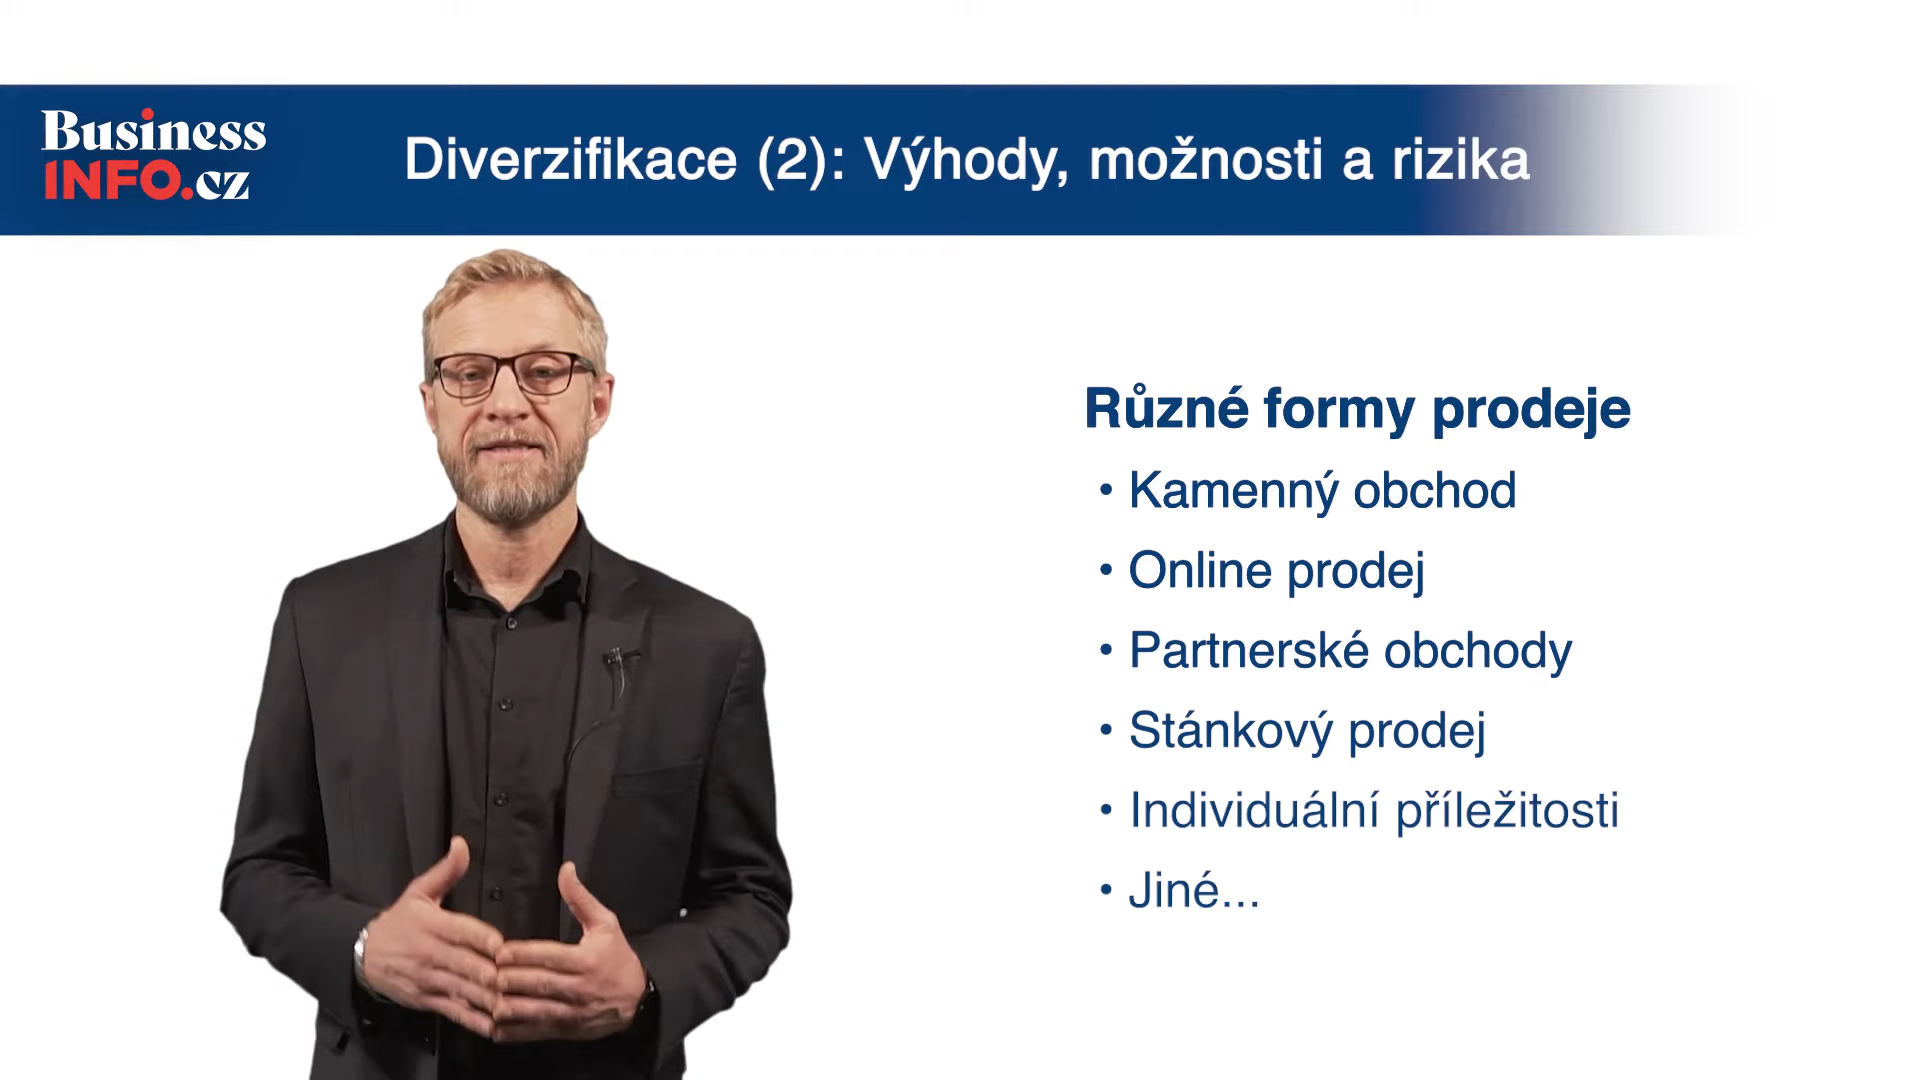 Business
INFO.cz
Diverzifikace (2): Výhody, možnosti a rizika
Různé formy prodeje
• Kamenný obchod
• Online prodej
• Partnerské obchody
• Stánkový prodej
• Individuální příležitosti
• Jiné...